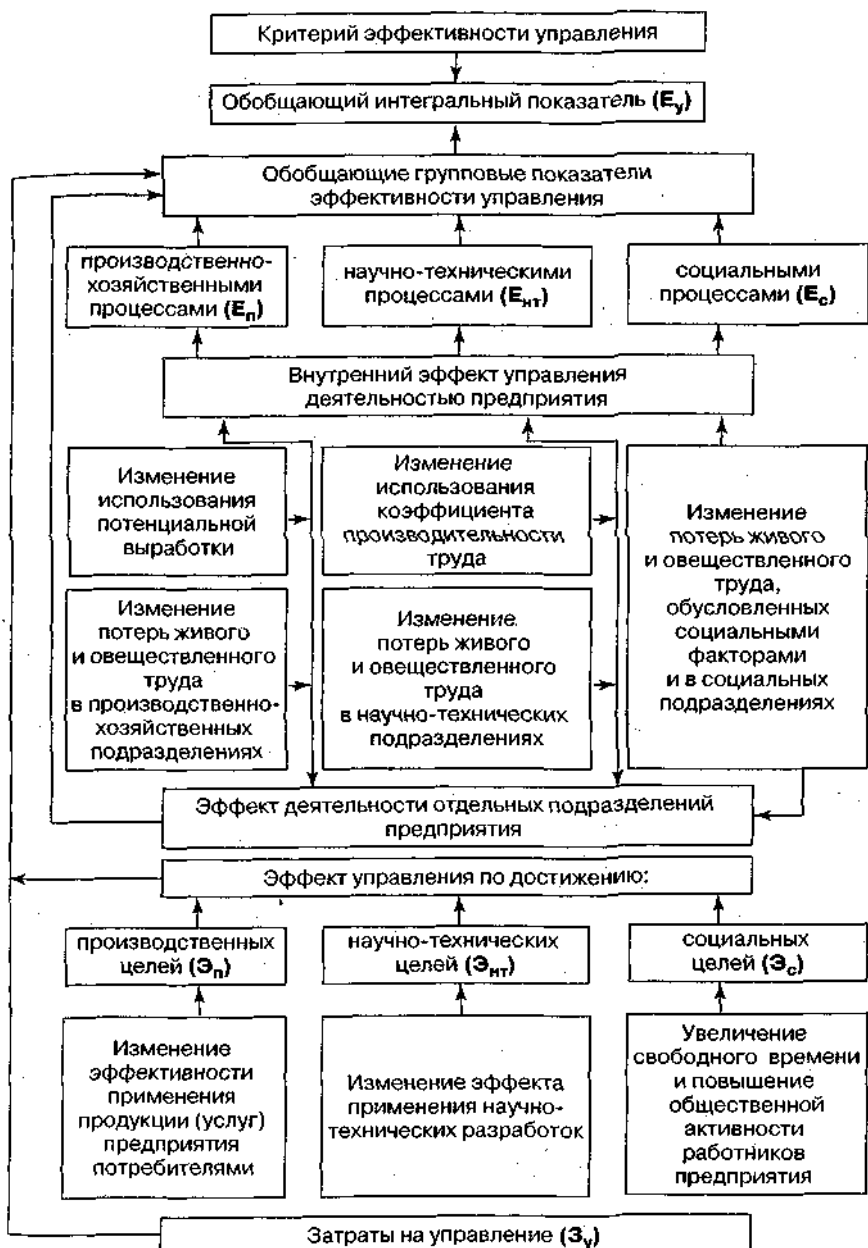 Критерий эффективности управления
Обобщающий интегральный показатель (Еу)
Обобщающие групповые показатели
эффективности управления
производственно-
хозяйственными
процессами (Еп)
научно-техническими
процессами (Ент)
социальными
процессами (Ес)
Внутренний эффект управления
деятельностью предприятия
Изменение
использования
потенциальной
выработки
Изменение
использования
коэффициента
производительности
труда
Изменение
потерь живого
и овеществленного
труда,
обусловленных
социальными
факторами
и в социальных
подразделениях
Изменение
потерь живого
и овеществленного
труда
в производственно-
хозяйственных
подразделениях
Изменение
потерь живого
и овеществленного
труда
в научно-технических
подразделениях
Эффект деятельности отдельных подразделений
предприятия
Эффект управления по достижению:
производственных
целей (Эп)
научно-технических
целей (Энт)
социальных
целей (Эс)
Изменение
эффективности
применения
продукции (услуг)
предприятия
потребителями
Изменение эффекта
применения научно-
технических разработок
Увеличение
свободного времени
и повышение
общественной
активности
работников
предприятия
Затраты на управление (Зу)